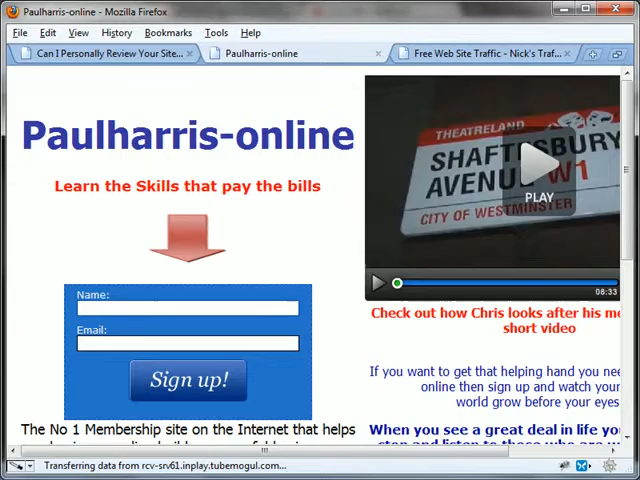 Paulharris-online - Mozilla Firefox
File Edit View History Bookmarks Tools Help
Can I Personally Review Your Site...
Paulharris-online
Free Web Site Traffic - Nick's Traf...
Paulharris-online
Learn the Skills that pay the bills
Name:
Email:
Sign up!
The No 1 Membership site on the Internet that helps
THEATRELAND
SHAFTESBURY
AVENUE W1
CITY OF WESTMINSTER
PLAY
08:33
Check out how Chris looks after his me
short video
If you want to get that helping hand you nee
online then sign up and watch your
world grow before your eyes
When you see a great deal in life you
Transferring data from rcv-srv61.inplay.tubemogul.com...